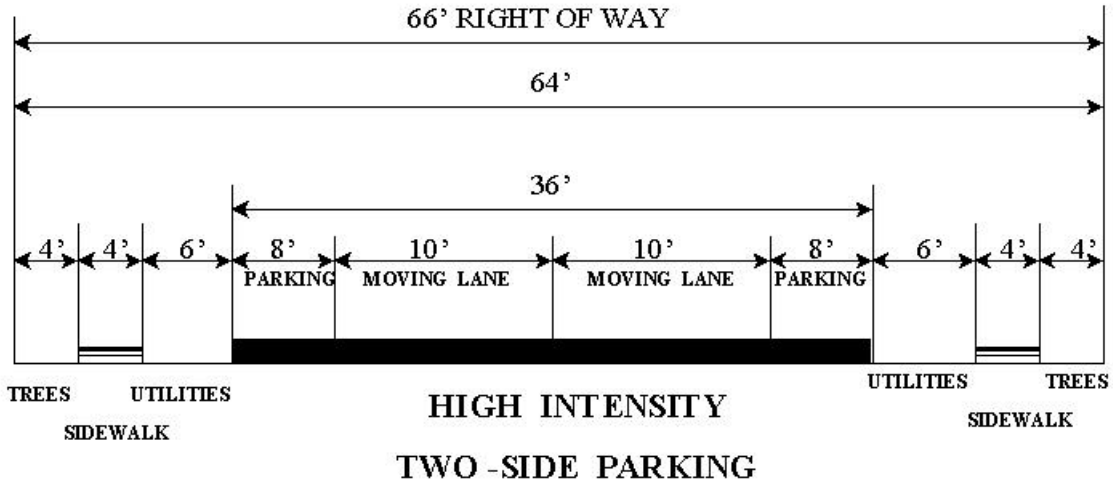 66' RIGHT OF WAY
64'
36'
4' 4' 6' 8' 10' 10' 8' 6' 4' 4'
PARKING MOVING LANE MOVING LANE PARKING
TREES UTILITIES UTILITIES TREES
SIDEWALK SIDEWALK
HIGH INTENSITY
TWO-SIDE PARKING